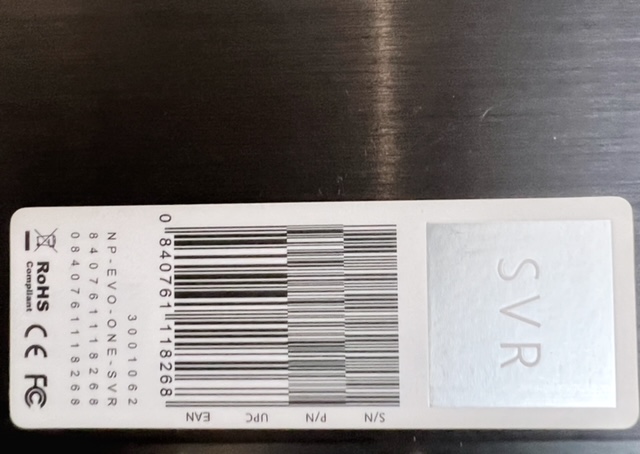 SVR
S/N
P/N
UPC
EAN
0 840761 118268
3001062
NP-EVO-ONE-SVR
840761118268
0840761118268
RoHS
Compliant
CE FC